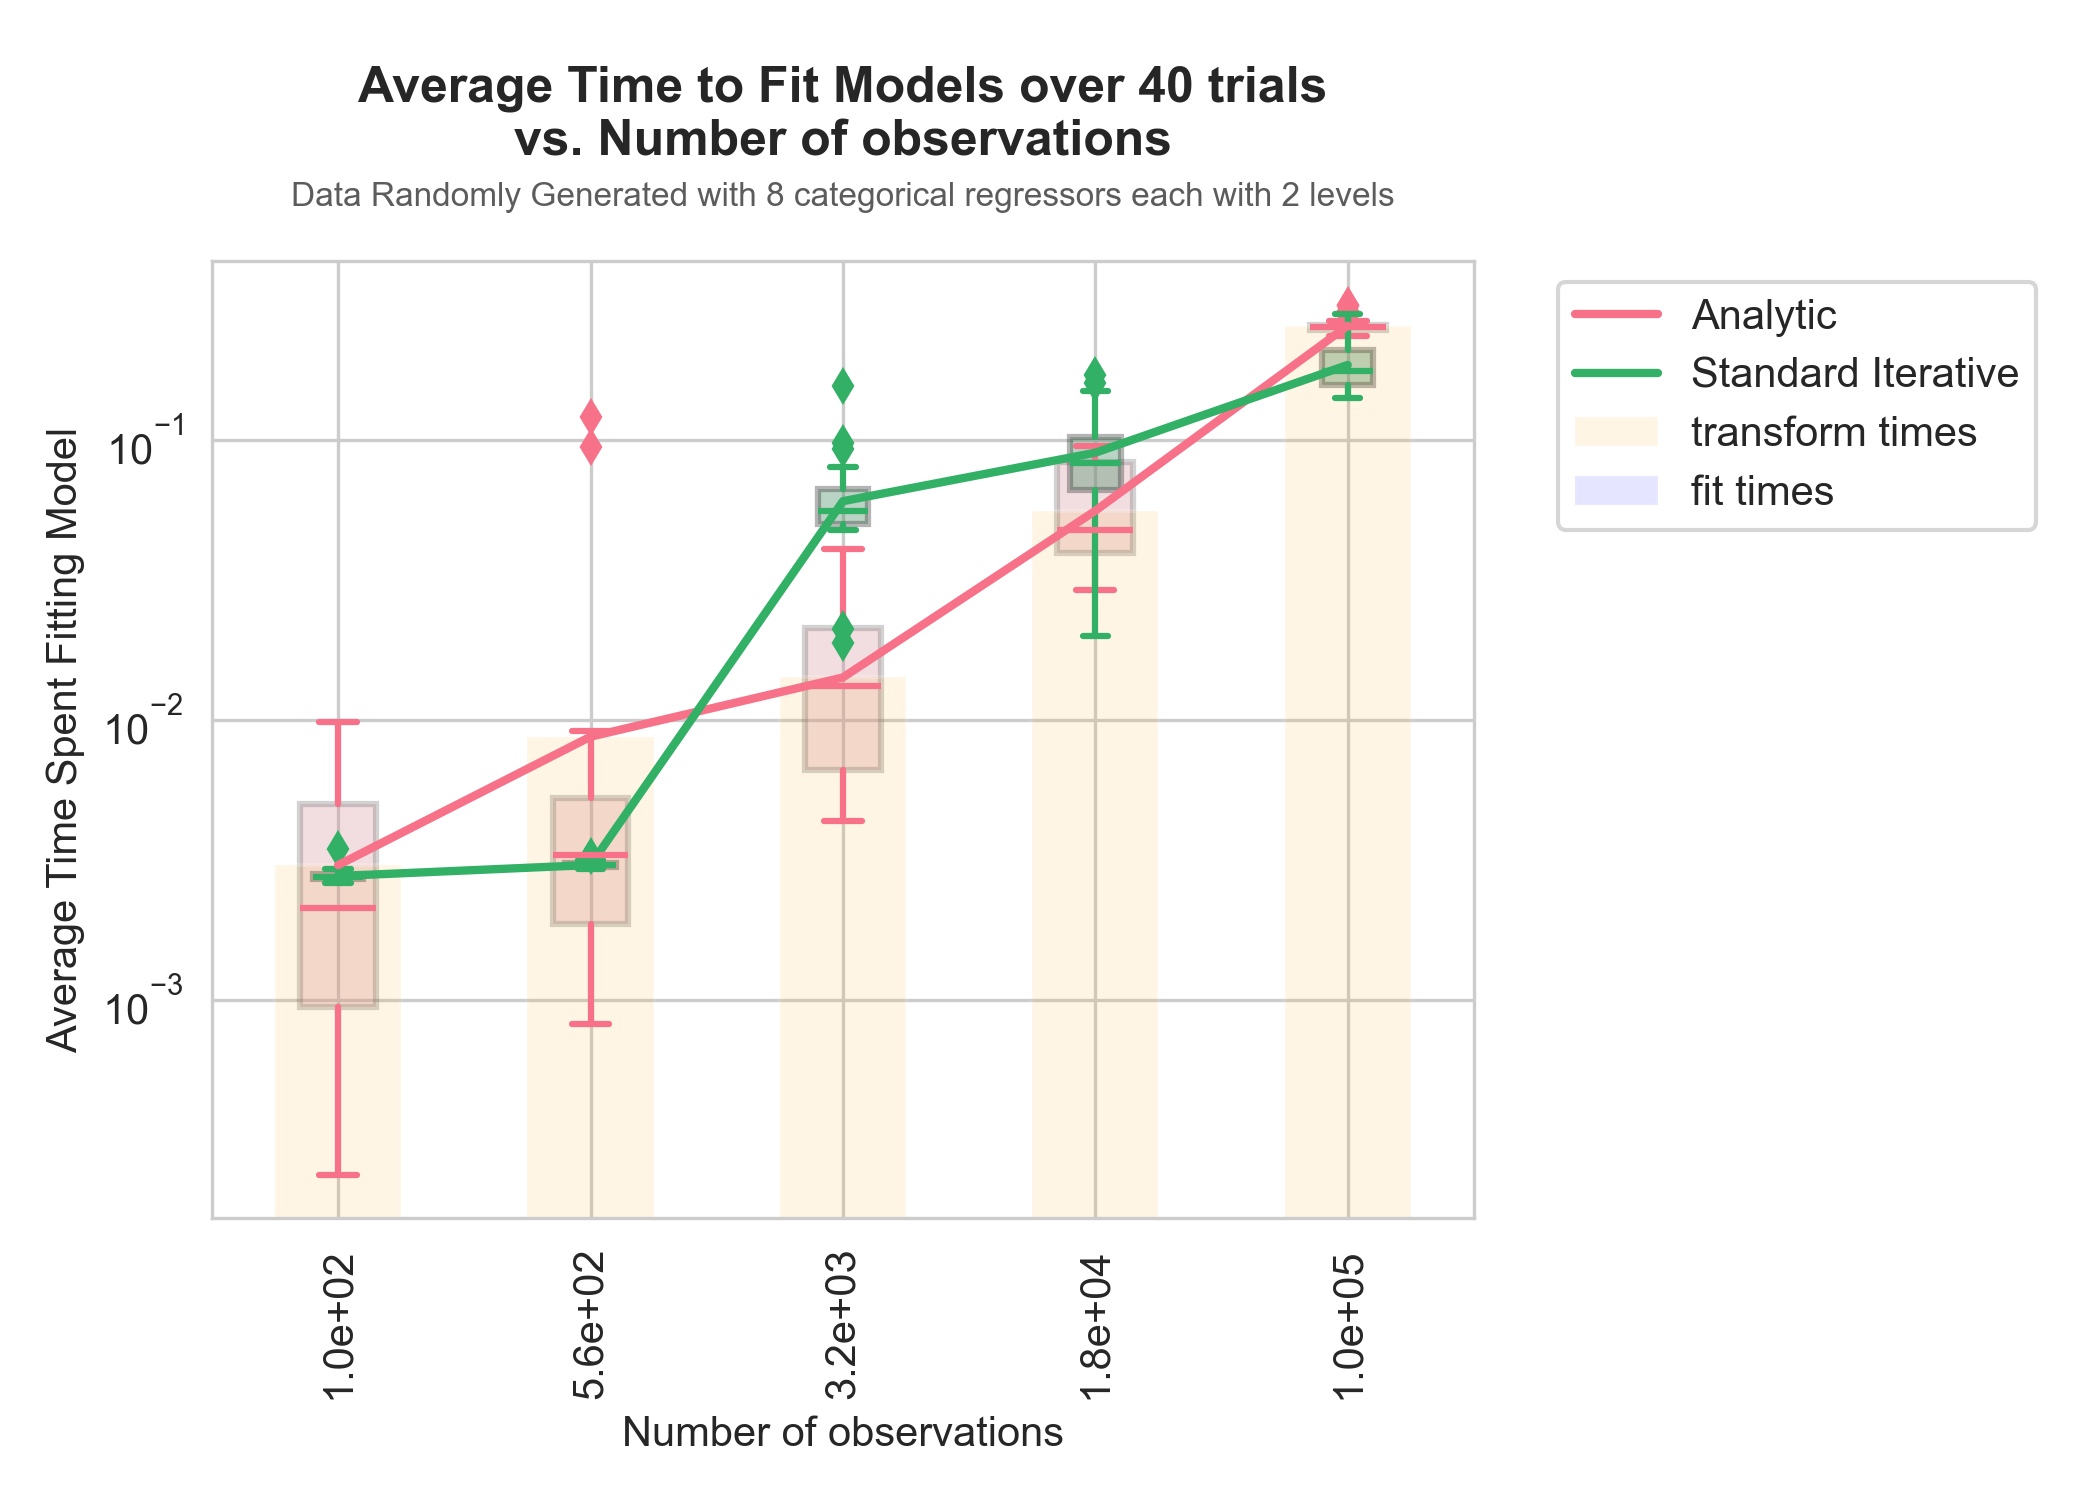 Average Time to Fit Models over 40 trials
vs. Number of observations
Data Randomly Generated with 8 categorical regressors each with 2 levels
Analytic
Standard Iterative
transform times
fit times
Average Time Spent Fitting Model
10⁻¹
10⁻²
10⁻³
1.0e+02
5.6e+02
3.2e+03
1.8e+04
1.0e+05
Number of observations